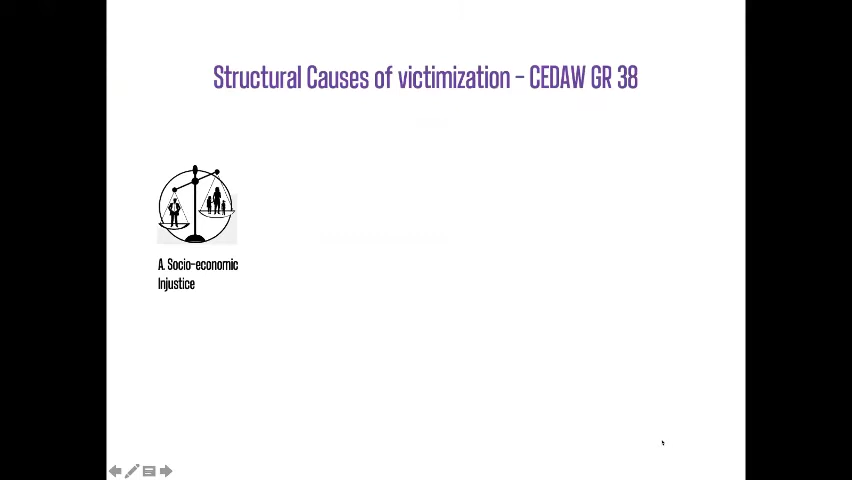 Structural Causes of victimization - CEDAW GR 38
A. Socio-economic
Injustice